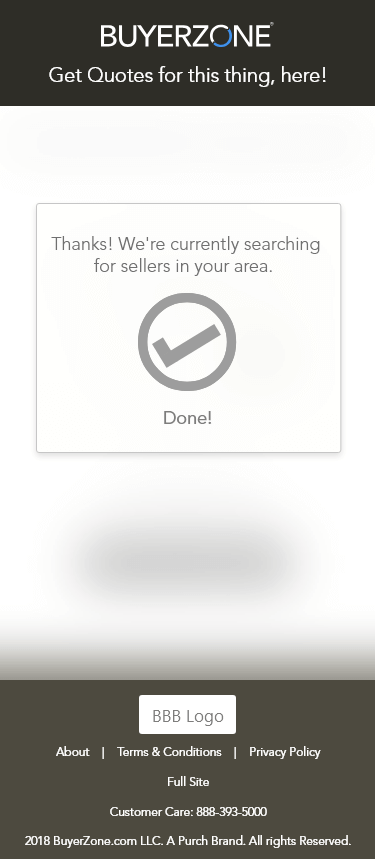 BUYERZONE®
Get Quotes for this thing, here!
Thanks! We're currently searching
for sellers in your area.
Done!
BBB Logo
About | Terms & Conditions | Privacy Policy
Full Site
Customer Care: 888-393-5000
2018 BuyerZone.com LLC. A Purch Brand. All rights Reserved.